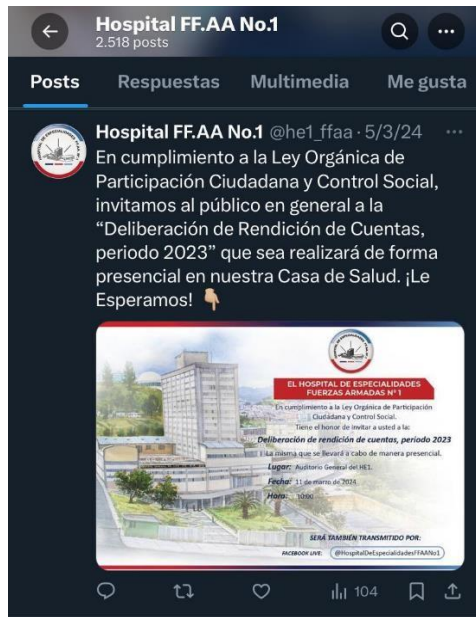 Hospital FF.AA No.1
2.518 posts
Posts Respuestas Multimedia Me gusta
Hospital FF.AA No.1 @he1_ffaa · 5/3/24
En cumplimiento a la Ley Orgánica de
Participación Ciudadana y Control Social,
invitamos al público en general a la
“Deliberación de Rendición de Cuentas,
periodo 2023” que sea realizará de forma
presencial en nuestra Casa de Salud. ¡Le
Esperamos! 👇🏼
EL HOSPITAL DE ESPECIALIDADES
FUERZAS ARMADAS N° 1
En cumplimiento a la Ley Orgánica de Participación
Ciudadana y Control Social.
Tiene el honor de invitar a usted a la:
Deliberación de rendición de cuentas, periodo 2023
La misma que se llevará a cabo de manera presencial.
Lugar: Auditorio General del HE1.
Fecha: 11 de marzo de 2024
Hora: 10:00
SERÁ TAMBIÉN TRANSMITIDO POR:
FACEBOOK LIVE: @HospitalDeEspecialidadesFFAANo1
104